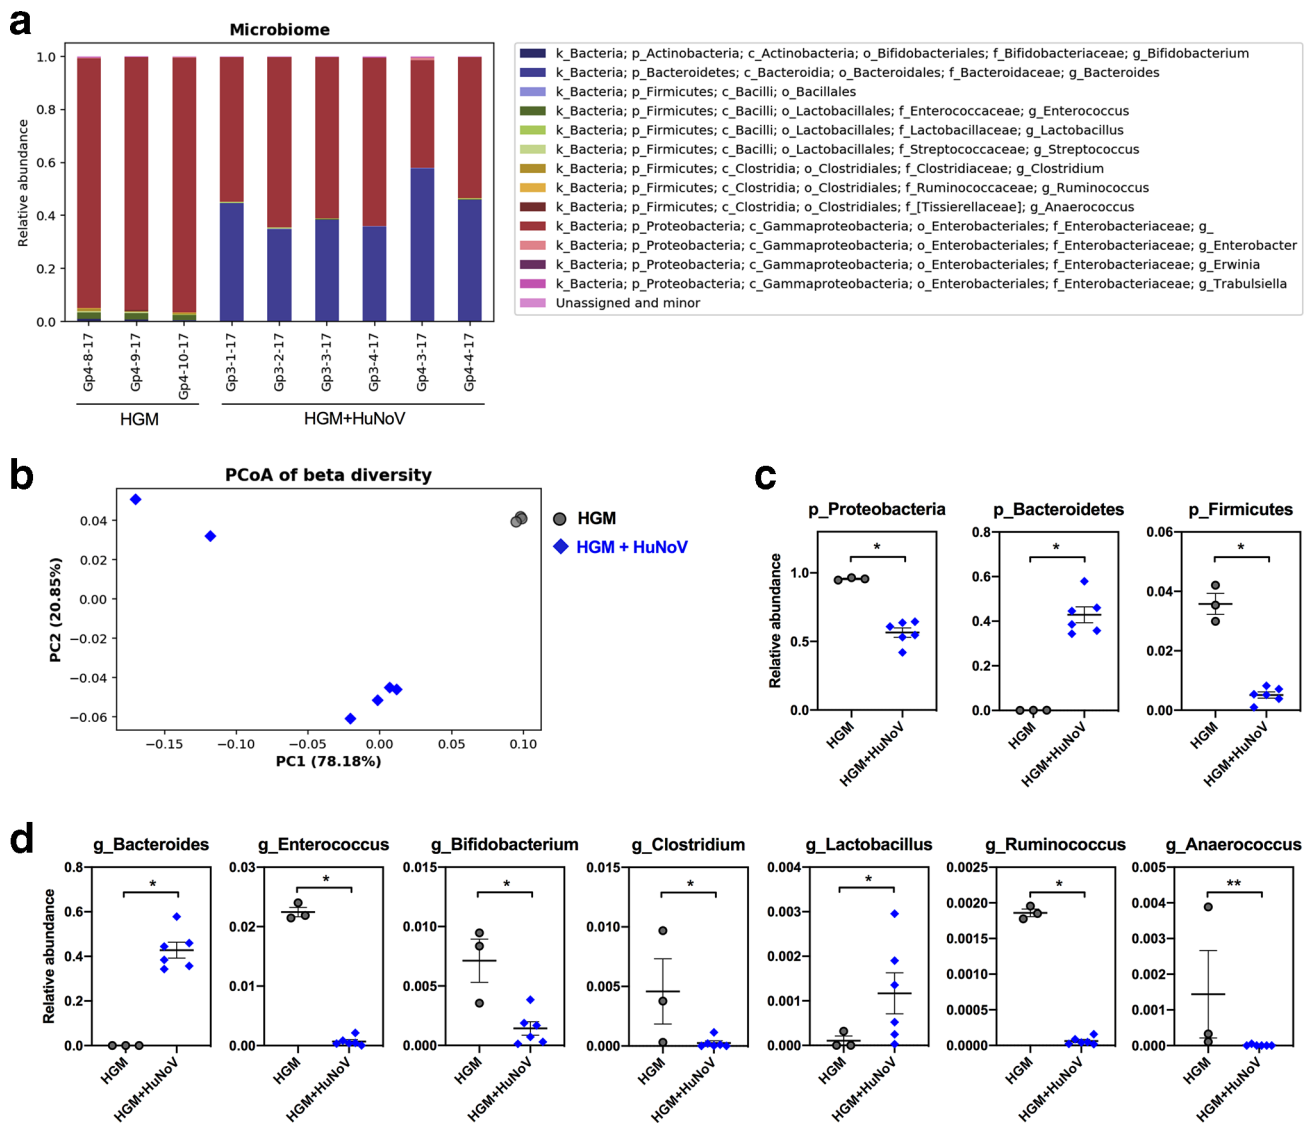 a
Microbiome
Relative abundance
1.0
0.8
0.6
0.4
0.2
0.0
Gp4-8-17
Gp4-9-17
Gp4-10-17
Gp3-1-17
Gp3-2-17
Gp3-3-17
Gp3-4-17
Gp4-3-17
Gp4-4-17
HGM
HGM+HuNoV
k_Bacteria; p_Actinobacteria; c_Actinobacteria; o_Bifidobacteriales; f_Bifidobacteriaceae; g_Bifidobacterium
k_Bacteria; p_Bacteroidetes; c_Bacteroidia; o_Bacteroidales; f_Bacteroidaceae; g_Bacteroides
k_Bacteria; p_Firmicutes; c_Bacilli; o_Bacillales
k_Bacteria; p_Firmicutes; c_Bacilli; o_Lactobacillales; f_Enterococcaceae; g_Enterococcus
k_Bacteria; p_Firmicutes; c_Bacilli; o_Lactobacillales; f_Lactobacillaceae; g_Lactobacillus
k_Bacteria; p_Firmicutes; c_Bacilli; o_Lactobacillales; f_Streptococcaceae; g_Streptococcus
k_Bacteria; p_Firmicutes; c_Clostridia; o_Clostridiales; f_Clostridiaceae; g_Clostridium
k_Bacteria; p_Firmicutes; c_Clostridia; o_Clostridiales; f_Ruminococcaceae; g_Ruminococcus
k_Bacteria; p_Firmicutes; c_Clostridia; o_Clostridiales; f_[Tissierellaceae]; g_Anaerococcus
k_Bacteria; p_Proteobacteria; c_Gammaproteobacteria; o_Enterobacteriales; f_Enterobacteriaceae; g_
k_Bacteria; p_Proteobacteria; c_Gammaproteobacteria; o_Enterobacteriales; f_Enterobacteriaceae; g_Enterobacter
k_Bacteria; p_Proteobacteria; c_Gammaproteobacteria; o_Enterobacteriales; f_Enterobacteriaceae; g_Erwinia
k_Bacteria; p_Proteobacteria; c_Gammaproteobacteria; o_Enterobacteriales; f_Enterobacteriaceae; g_Trabulsiella
Unassigned and minor
b
PCoA of beta diversity
PC2 (20.85%)
0.04
0.02
0.00
−0.02
−0.04
−0.06
−0.15
−0.10
−0.05
0.00
0.05
0.10
PC1 (78.18%)
HGM
HGM + HuNoV
c
p_Proteobacteria
Relative abundance
1.0
0.5
0.0
*
HGM
HGM+HuNoV
p_Bacteroidetes
0.8
0.6
0.4
0.2
0.0
*
HGM
HGM+HuNoV
p_Firmicutes
0.06
0.04
0.02
0.00
*
HGM
HGM+HuNoV
d
g_Bacteroides
Relative abundance
0.8
0.6
0.4
0.2
0.0
*
HGM
HGM+HuNoV
g_Enterococcus
0.03
0.02
0.01
0.00
*
HGM
HGM+HuNoV
g_Bifidobacterium
0.015
0.010
0.005
0.000
*
HGM
HGM+HuNoV
g_Clostridium
0.015
0.010
0.005
0.000
*
HGM
HGM+HuNoV
g_Lactobacillus
0.004
0.003
0.002
0.001
0.000
*
HGM
HGM+HuNoV
g_Ruminococcus
0.0025
0.0020
0.0015
0.0010
0.0005
0.0000
*
HGM
HGM+HuNoV
g_Anaerococcus
0.005
0.004
0.003
0.002
0.001
0.000
**
HGM
HGM+HuNoV